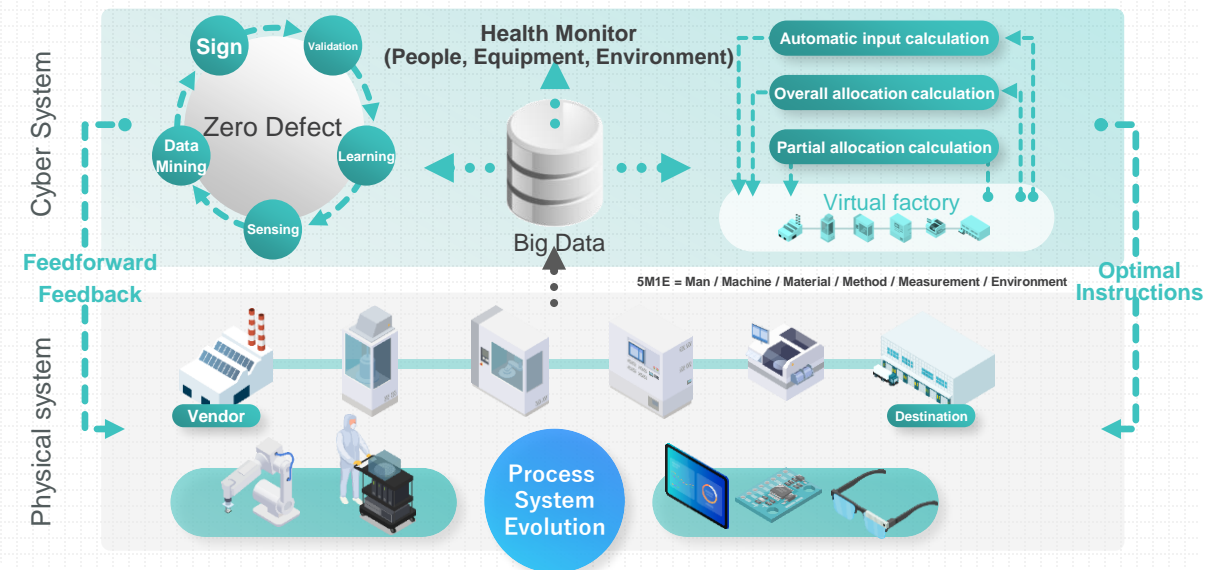 Cyber System
Sign
Validation
Zero Defect
Data
Mining
Learning
Sensing
Health Monitor
(People, Equipment, Environment)
Big Data
Automatic input calculation
Overall allocation calculation
Partial allocation calculation
Virtual factory
Feedforward
Feedback
5M1E = Man / Machine / Material / Method / Measurement / Environment
Optimal
Instructions
Physical system
Vendor
Destination
Process
System
Evolution